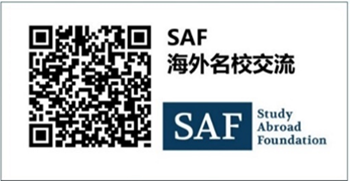 SAF
海外名校交流
SAF
Study
Abroad
Foundation